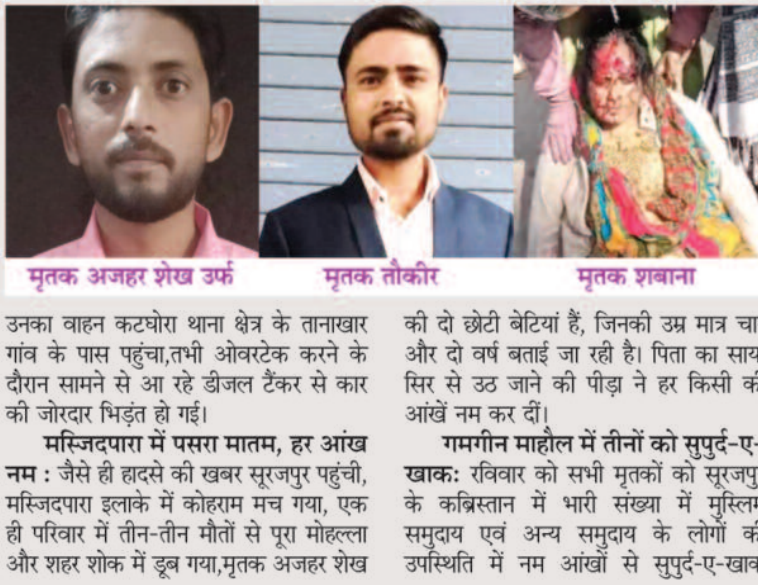 मृतक अजहर शेख उर्फ
मृतक तौकीर
मृतक शबाना
उनका वाहन कटघोरा थाना क्षेत्र के तानाखार
गांव के पास पहुंचा,तभी ओवरटेक करने के
दौरान सामने से आ रहे डीजल टैंकर से कार
की जोरदार भिड़ंत हो गई।
मस्जिदपारा में पसरा मातम, हर आंख
नम : जैसे ही हादसे की खबर सूरजपुर पहुंची,
मस्जिदपारा इलाके में कोहराम मच गया, एक
ही परिवार में तीन-तीन मौतों से पूरा मोहल्ला
और शहर शोक में डूब गया,मृतक अजहर शेख
की दो छोटी बेटियां हैं, जिनकी उम्र मात्र
और दो वर्ष बताई जा रही है। पिता का
सिर से उठ जाने की पीड़ा ने हर किसी
आंखें नम कर दीं।
गमगीन माहौल में तीनों को सुपुर्द-ए-
खाक: रविवार को सभी मृतकों को
के कब्रिस्तान में भारी संख्या में
समुदाय एवं अन्य समुदाय के लोगों
उपस्थिति में नम आंखों से